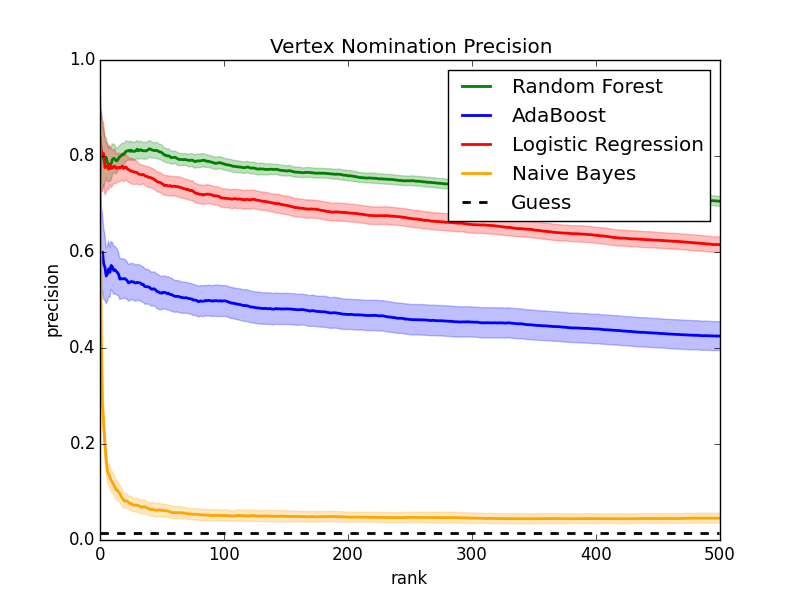 Vertex Nomination Precision
1.0
0.8
0.6
0.4
0.2
0.0
precision
Random Forest
AdaBoost
Logistic Regression
Naive Bayes
Guess
0 100 200 300 400 500
rank